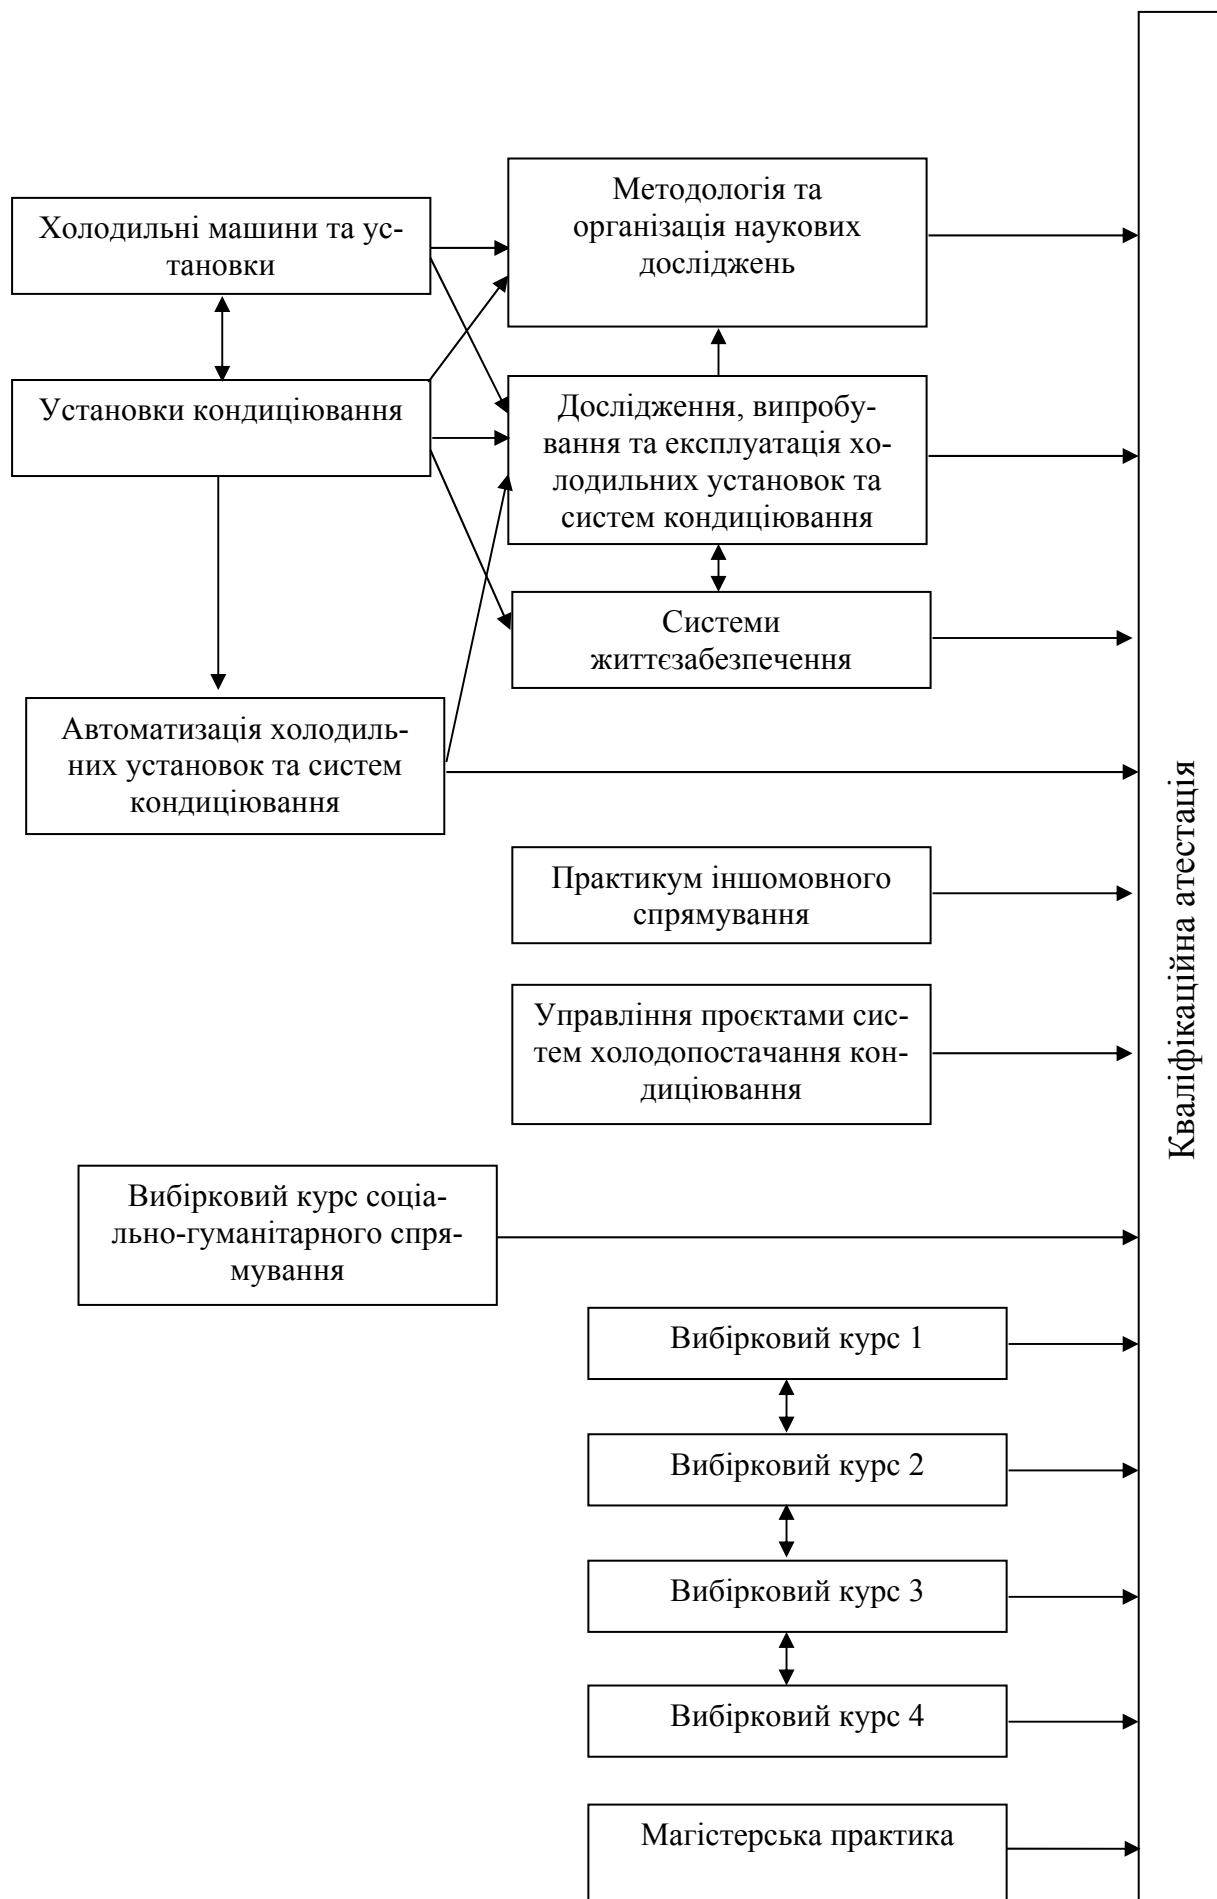 Методологія та
організація наукових
досліджень
Холодильні машини та ус-
тановки
Установки кондиціювання
Дослідження, випробу-
вання та експлуатація хо-
лодильних установок та
систем кондиціювання
Системи
життєзабезпечення
Автоматизація холодиль-
них установок та систем
кондиціювання
Практикум іншомовного
спрямування
Управління проєктами сис-
тем холодопостачання кон-
диціювання
Вибірковий курс соціа-
льно-гуманітарного спря-
мування
Вибірковий курс 1
Вибірковий курс 2
Вибірковий курс 3
Вибірковий курс 4
Магістерська практика
Кваліфікаційна атестація